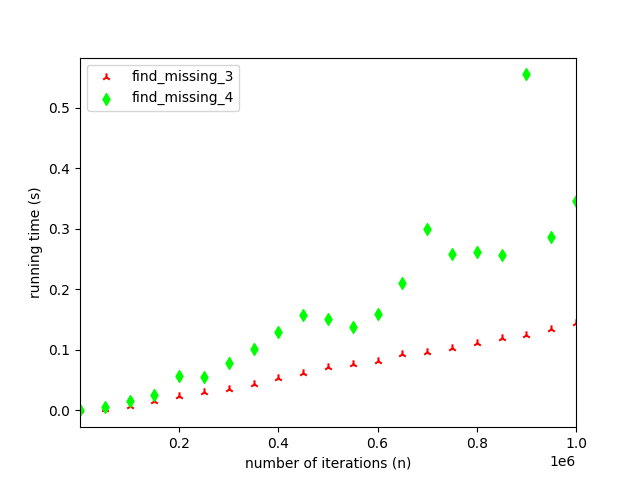 find_missing_3
find_missing_4
0.5
0.4
0.3
0.2
0.1
0.0
running time (s)
0.2 0.4 0.6 0.8 1.0
number of iterations (n)
1e6